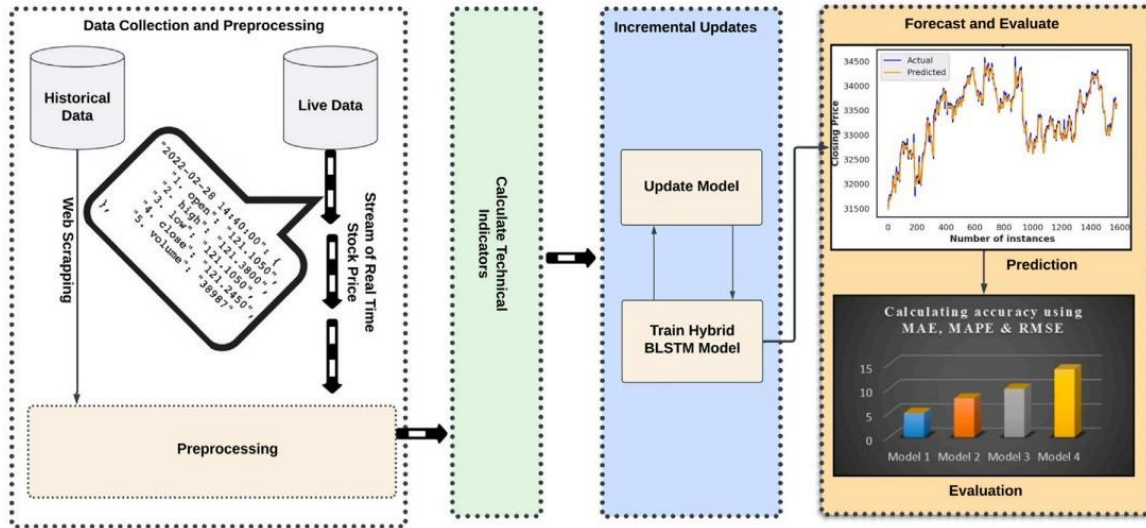 Data Collection and Preprocessing
Historical
Data
Live Data
"2022-02-28 14:40:00" {
"1. open": "121.1050",
"2. high": "121.3800",
"3. low": "121.1050",
"4. close": "121.2450",
"5. volume": "38987"
},
Web Scrapping
Stream of Real Time
Stock Price
Preprocessing
Calculate Technical
Indicators
Incremental Updates
Update Model
Train Hybrid
BLSTM Model
Forecast and Evaluate
Actual
Predicted
34500
34000
33500
33000
32500
32000
31500
Closing Price
0 200 400 600 800 1000 1200 1400 1600
Number of instances
Prediction
Calculating accuracy using
MAE, MAPE & RMSE
15
10
5
0
Model 1 Model 2 Model 3 Model 4
Evaluation